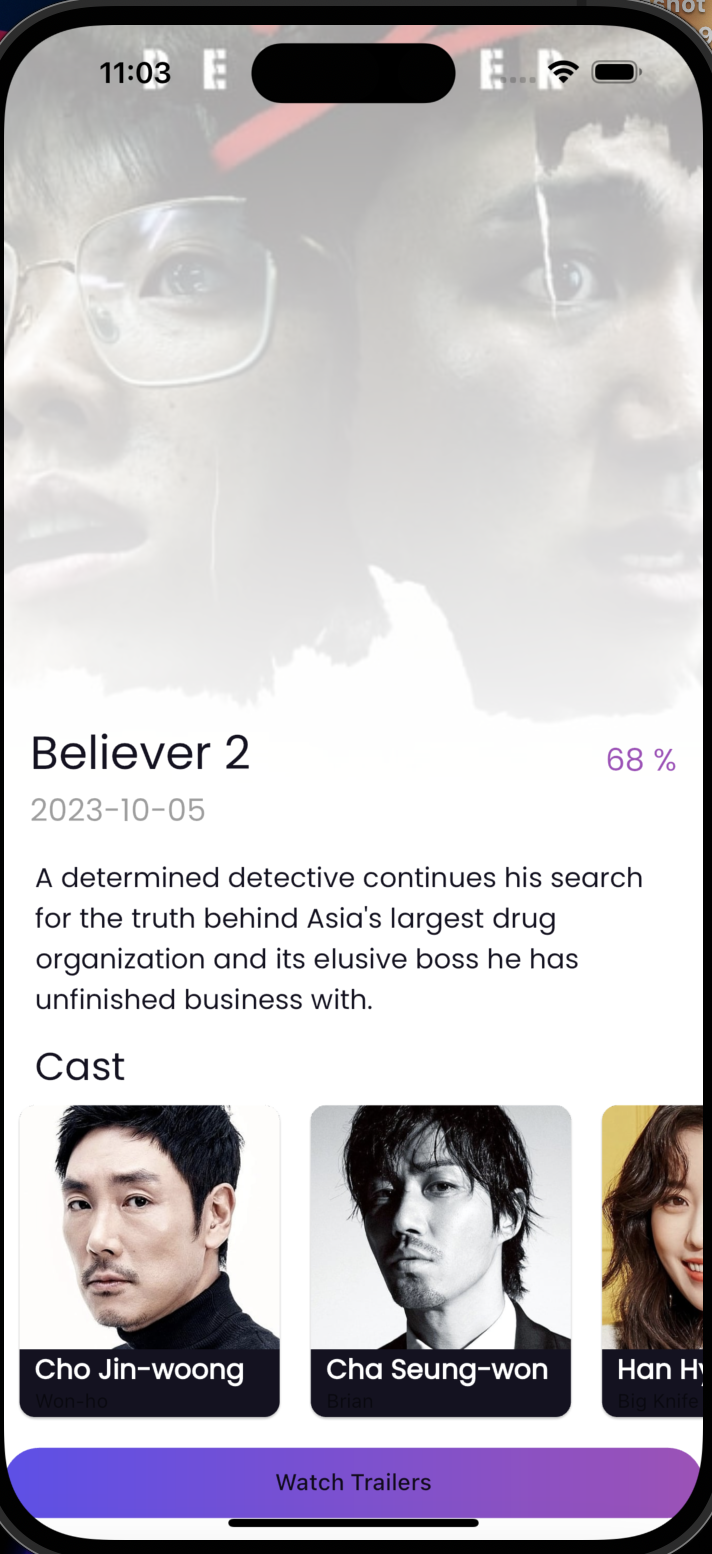 shot
9
11:03
B E E R
Believer 2
68 %
2023-10-05
A determined detective continues his search
for the truth behind Asia's largest drug
organization and its elusive boss he has
unfinished business with.
Cast
Cho Jin-woong
Won-ho
Cha Seung-won
Brian
Han Hy
Big Knife
Watch Trailers